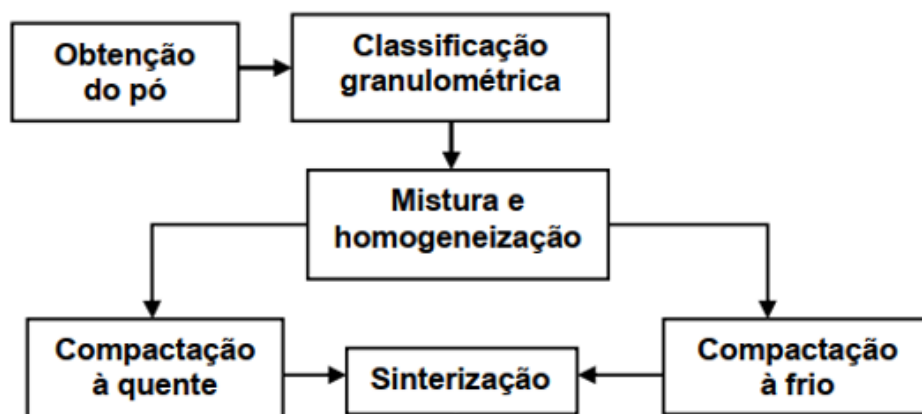 Obtenção
do pó
Classificação
granulométrica
Mistura e
homogeneização
Compactação
à quente
Sinterização
Compactação
à frio